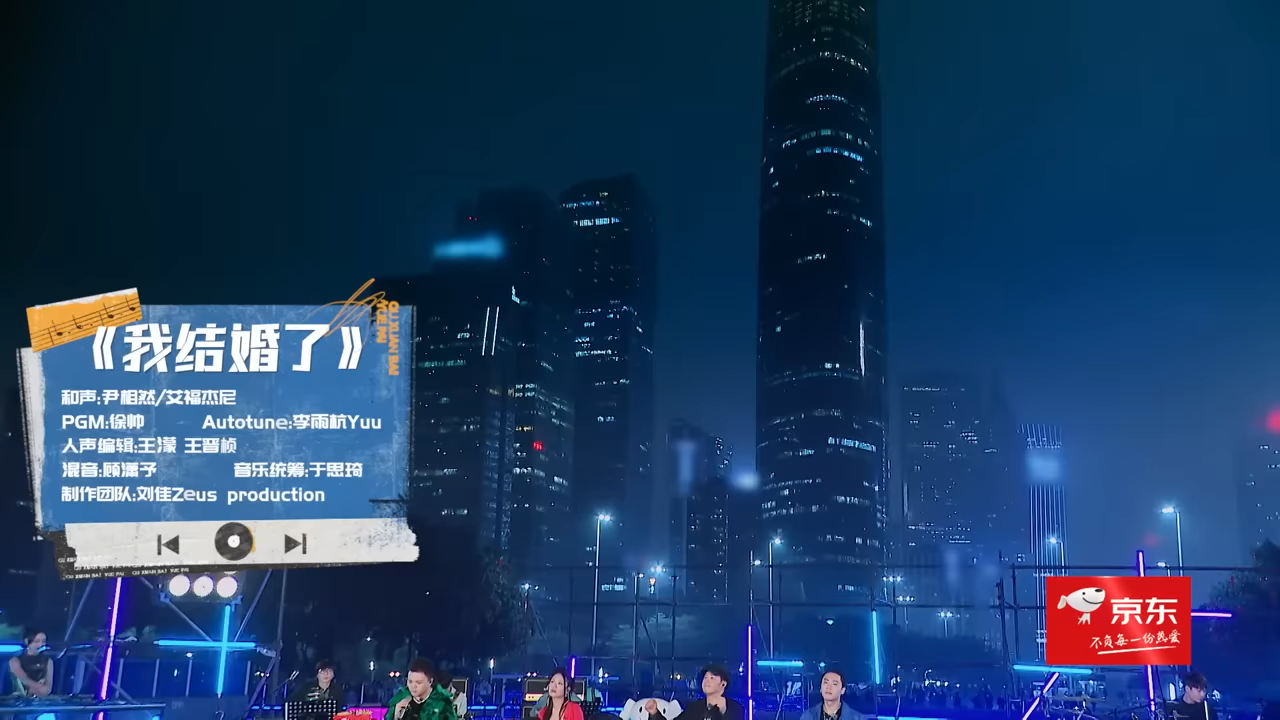 《我结婚了》
和声:尹相然/艾福杰尼
PGM:徐帅 Autotune:李雨杭Yuu
人声编辑:王濛 王晋桢
混音:顾潇予 音乐统筹:于思琦
制作团队:刘佳Zeus production
京东
不负每一份热爱